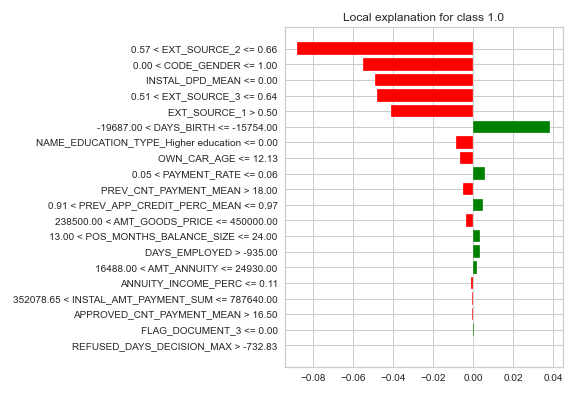 Local explanation for class 1.0
0.57 < EXT_SOURCE_2 <= 0.66
0.00 < CODE_GENDER <= 1.00
INSTAL_DPD_MEAN <= 0.00
0.51 < EXT_SOURCE_3 <= 0.64
EXT_SOURCE_1 > 0.50
-19687.00 < DAYS_BIRTH <= -15754.00
NAME_EDUCATION_TYPE_Higher education <= 0.00
OWN_CAR_AGE <= 12.13
0.05 < PAYMENT_RATE <= 0.06
PREV_CNT_PAYMENT_MEAN > 18.00
0.91 < PREV_APP_CREDIT_PERC_MEAN <= 0.97
238500.00 < AMT_GOODS_PRICE <= 450000.00
13.00 < POS_MONTHS_BALANCE_SIZE <= 24.00
DAYS_EMPLOYED > -935.00
16488.00 < AMT_ANNUITY <= 24930.00
ANNUITY_INCOME_PERC <= 0.11
352078.65 < INSTAL_AMT_PAYMENT_SUM <= 787640.00
APPROVED_CNT_PAYMENT_MEAN > 16.50
FLAG_DOCUMENT_3 <= 0.00
REFUSED_DAYS_DECISION_MAX > -732.83
−0.08 −0.06 −0.04 −0.02 0.00 0.02 0.04